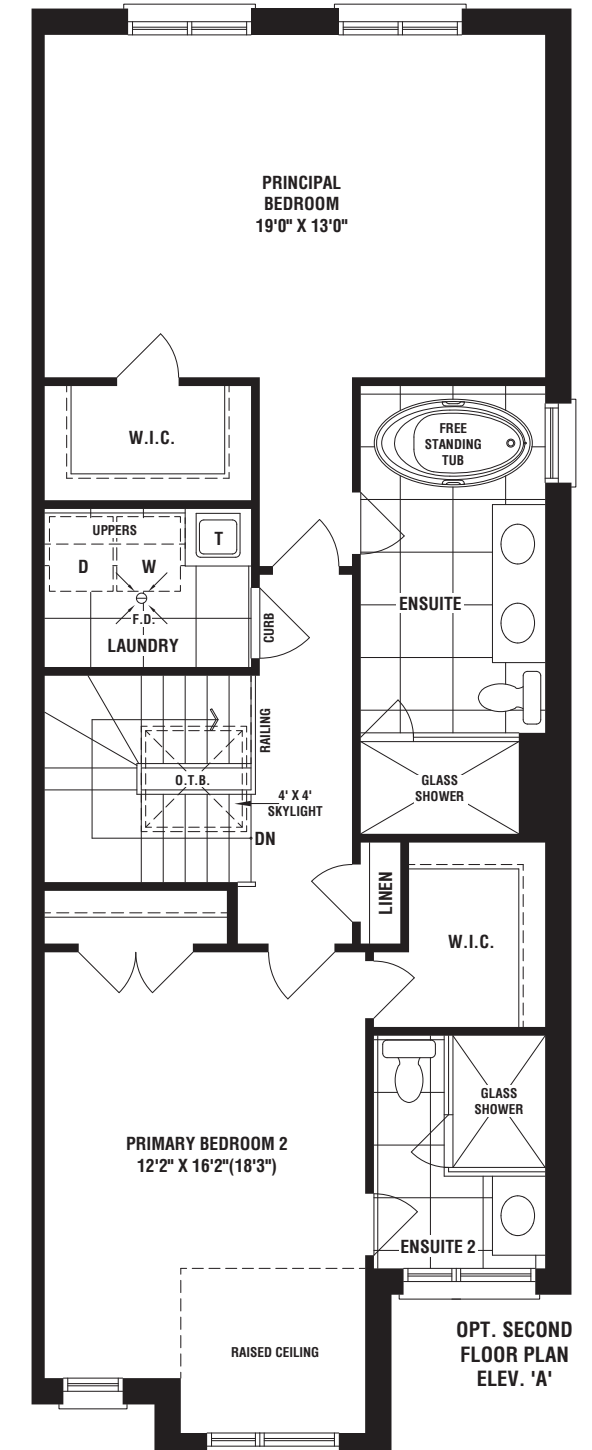 PRINCIPAL
BEDROOM
19'0" X 13'0"
W.I.C.
FREE
STANDING
TUB
UPPERS
D
W
T
F.D.
LAUNDRY
CURB
ENSUITE
RAILING
O.T.B.
4' X 4'
SKYLIGHT
DN
GLASS
SHOWER
LINEN
W.I.C.
GLASS
SHOWER
PRIMARY BEDROOM 2
12'2" X 16'2"(18'3")
ENSUITE 2
RAISED CEILING
OPT. SECOND
FLOOR PLAN
ELEV. 'A'